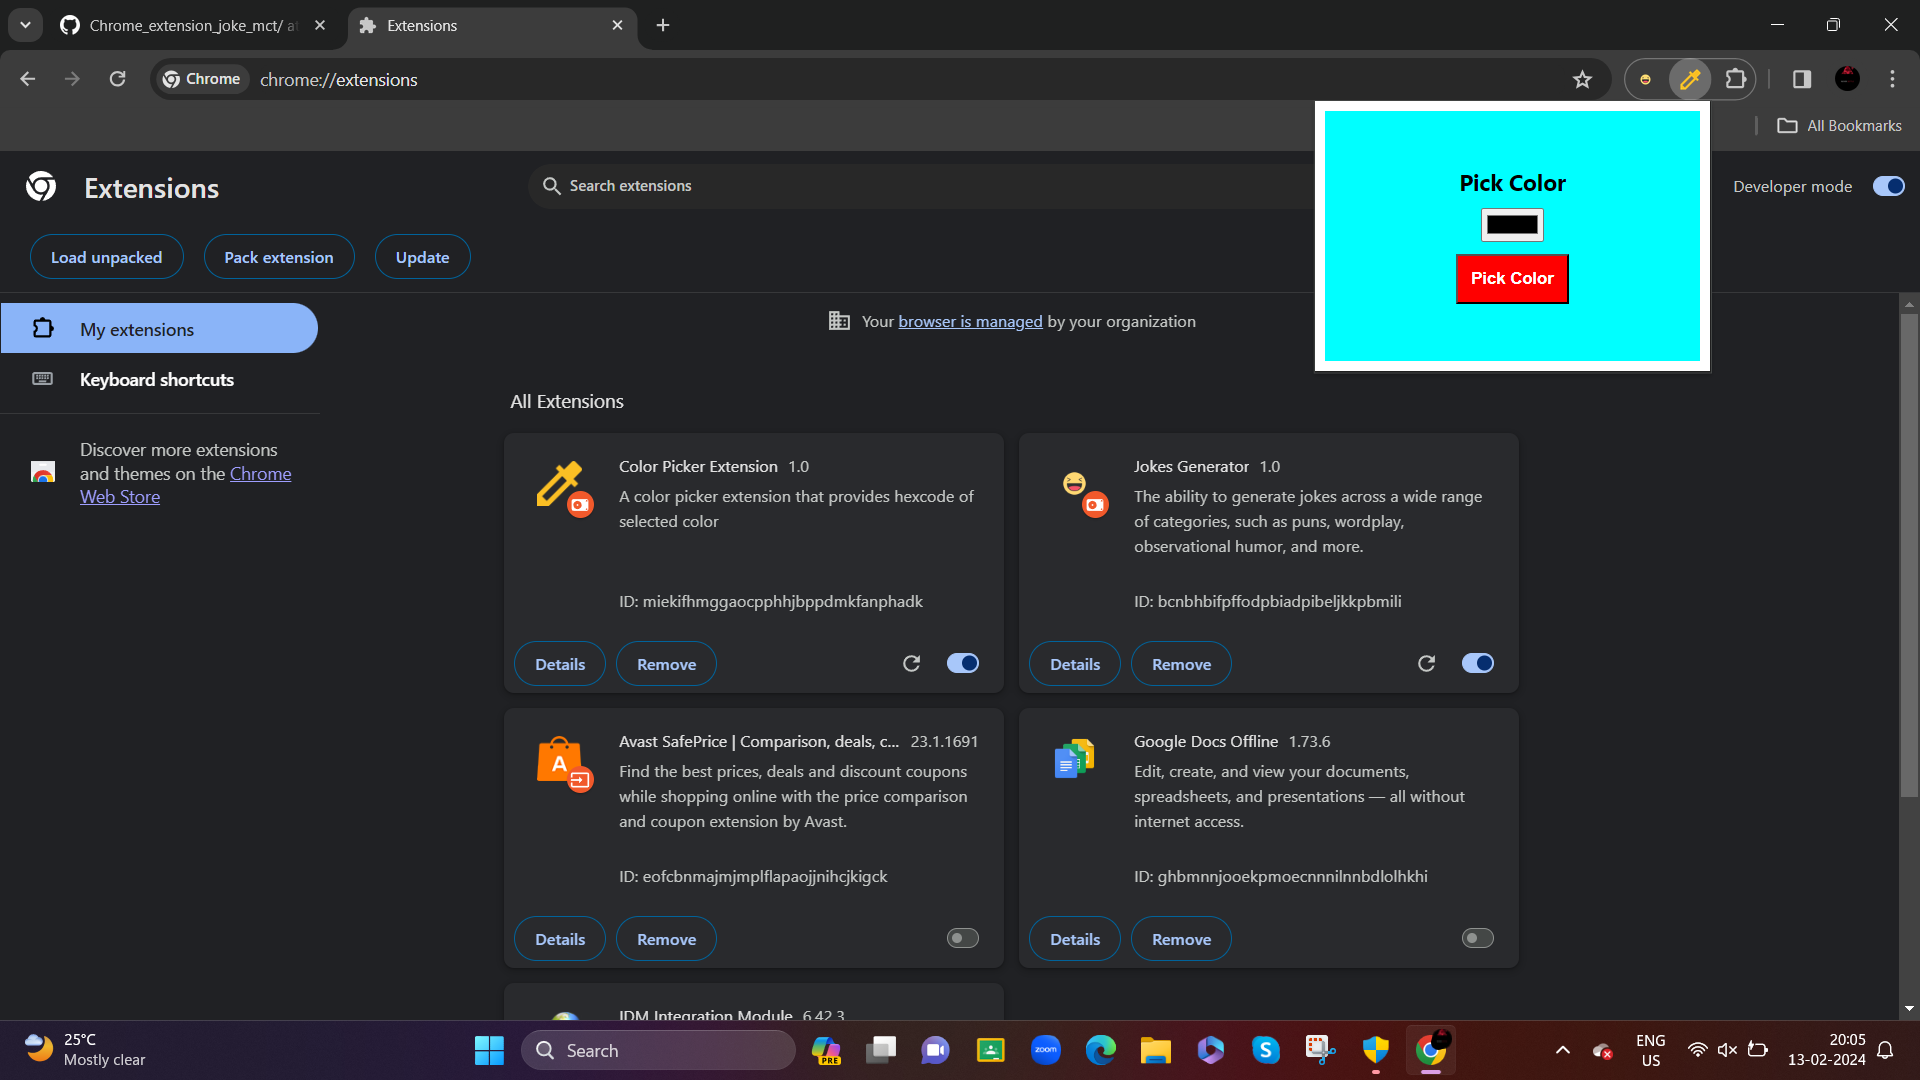 Chrome_extension_joke_mct/ at
Extensions
Chrome
chrome://extensions
All Bookmarks
Extensions
Search extensions
Developer mode
Pick Color
Pick Color
Load unpacked
Pack extension
Update
My extensions
Keyboard shortcuts
Discover more extensions
and themes on the Chrome
Web Store
Your browser is managed by your organization
All Extensions
Color Picker Extension 1.0
A color picker extension that provides hexcode of
selected color
ID: miekifhmggaocpphhjbppdmkfanphadk
Details
Remove
Jokes Generator 1.0
The ability to generate jokes across a wide range
of categories, such as puns, wordplay,
observational humor, and more.
ID: bcnbhbifpffodpbiadpibeljkkpbmili
Details
Remove
A
Avast SafePrice | Comparison, deals, c... 23.1.1691
Find the best prices, deals and discount coupons
while shopping online with the price comparison
and coupon extension by Avast.
ID: eofcbnmajmjmplflapaojjnihcjkigck
Details
Remove
Google Docs Offline 1.73.6
Edit, create, and view your documents,
spreadsheets, and presentations — all without
internet access.
ID: ghbmnnjooekpmoecnnnilnnbdlolhkhi
Details
Remove
IDM Integration Module 6.42.3
25°C
Mostly clear
Search
PRE
zoom
S
ENG
US
20:05
13-02-2024